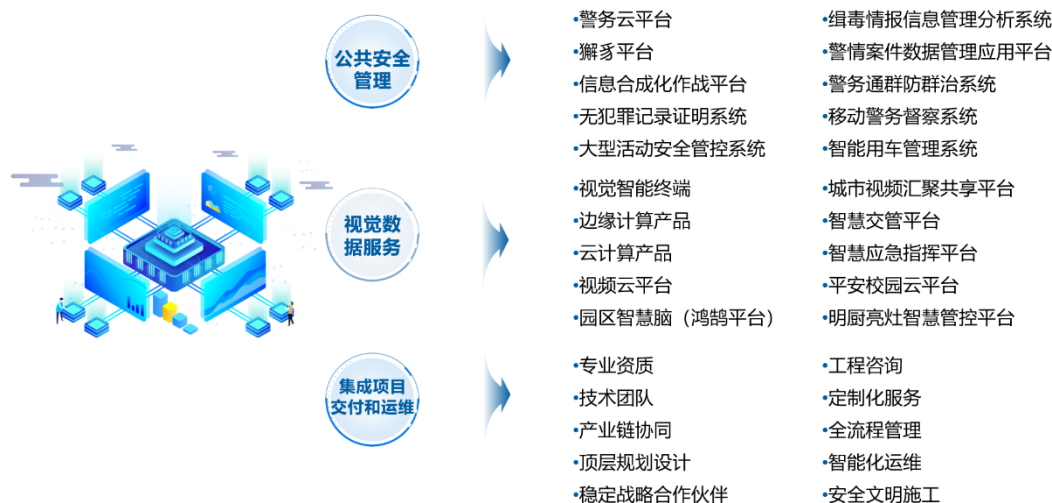 公共安全
管理
•警务云平台
•獬豸平台
•信息合成化作战平台
•无犯罪记录证明系统
•大型活动安全管控系统
•缉毒情报信息管理分析系统
•警情案件数据管理应用平台
•警务通群防群治系统
•移动警务督察系统
•智能用车管理系统
视觉数
据服务
•视觉智能终端
•边缘计算产品
•云计算产品
•视频云平台
•园区智慧脑（鸿鹄平台）
•城市视频汇聚共享平台
•智慧交管平台
•智慧应急指挥平台
•平安校园云平台
•明厨亮灶智慧管控平台
集成项目
交付和运维
•专业资质
•技术团队
•产业链协同
•顶层规划设计
•稳定战略合作伙伴
•工程咨询
•定制化服务
•全流程管理
•智能化运维
•安全文明施工